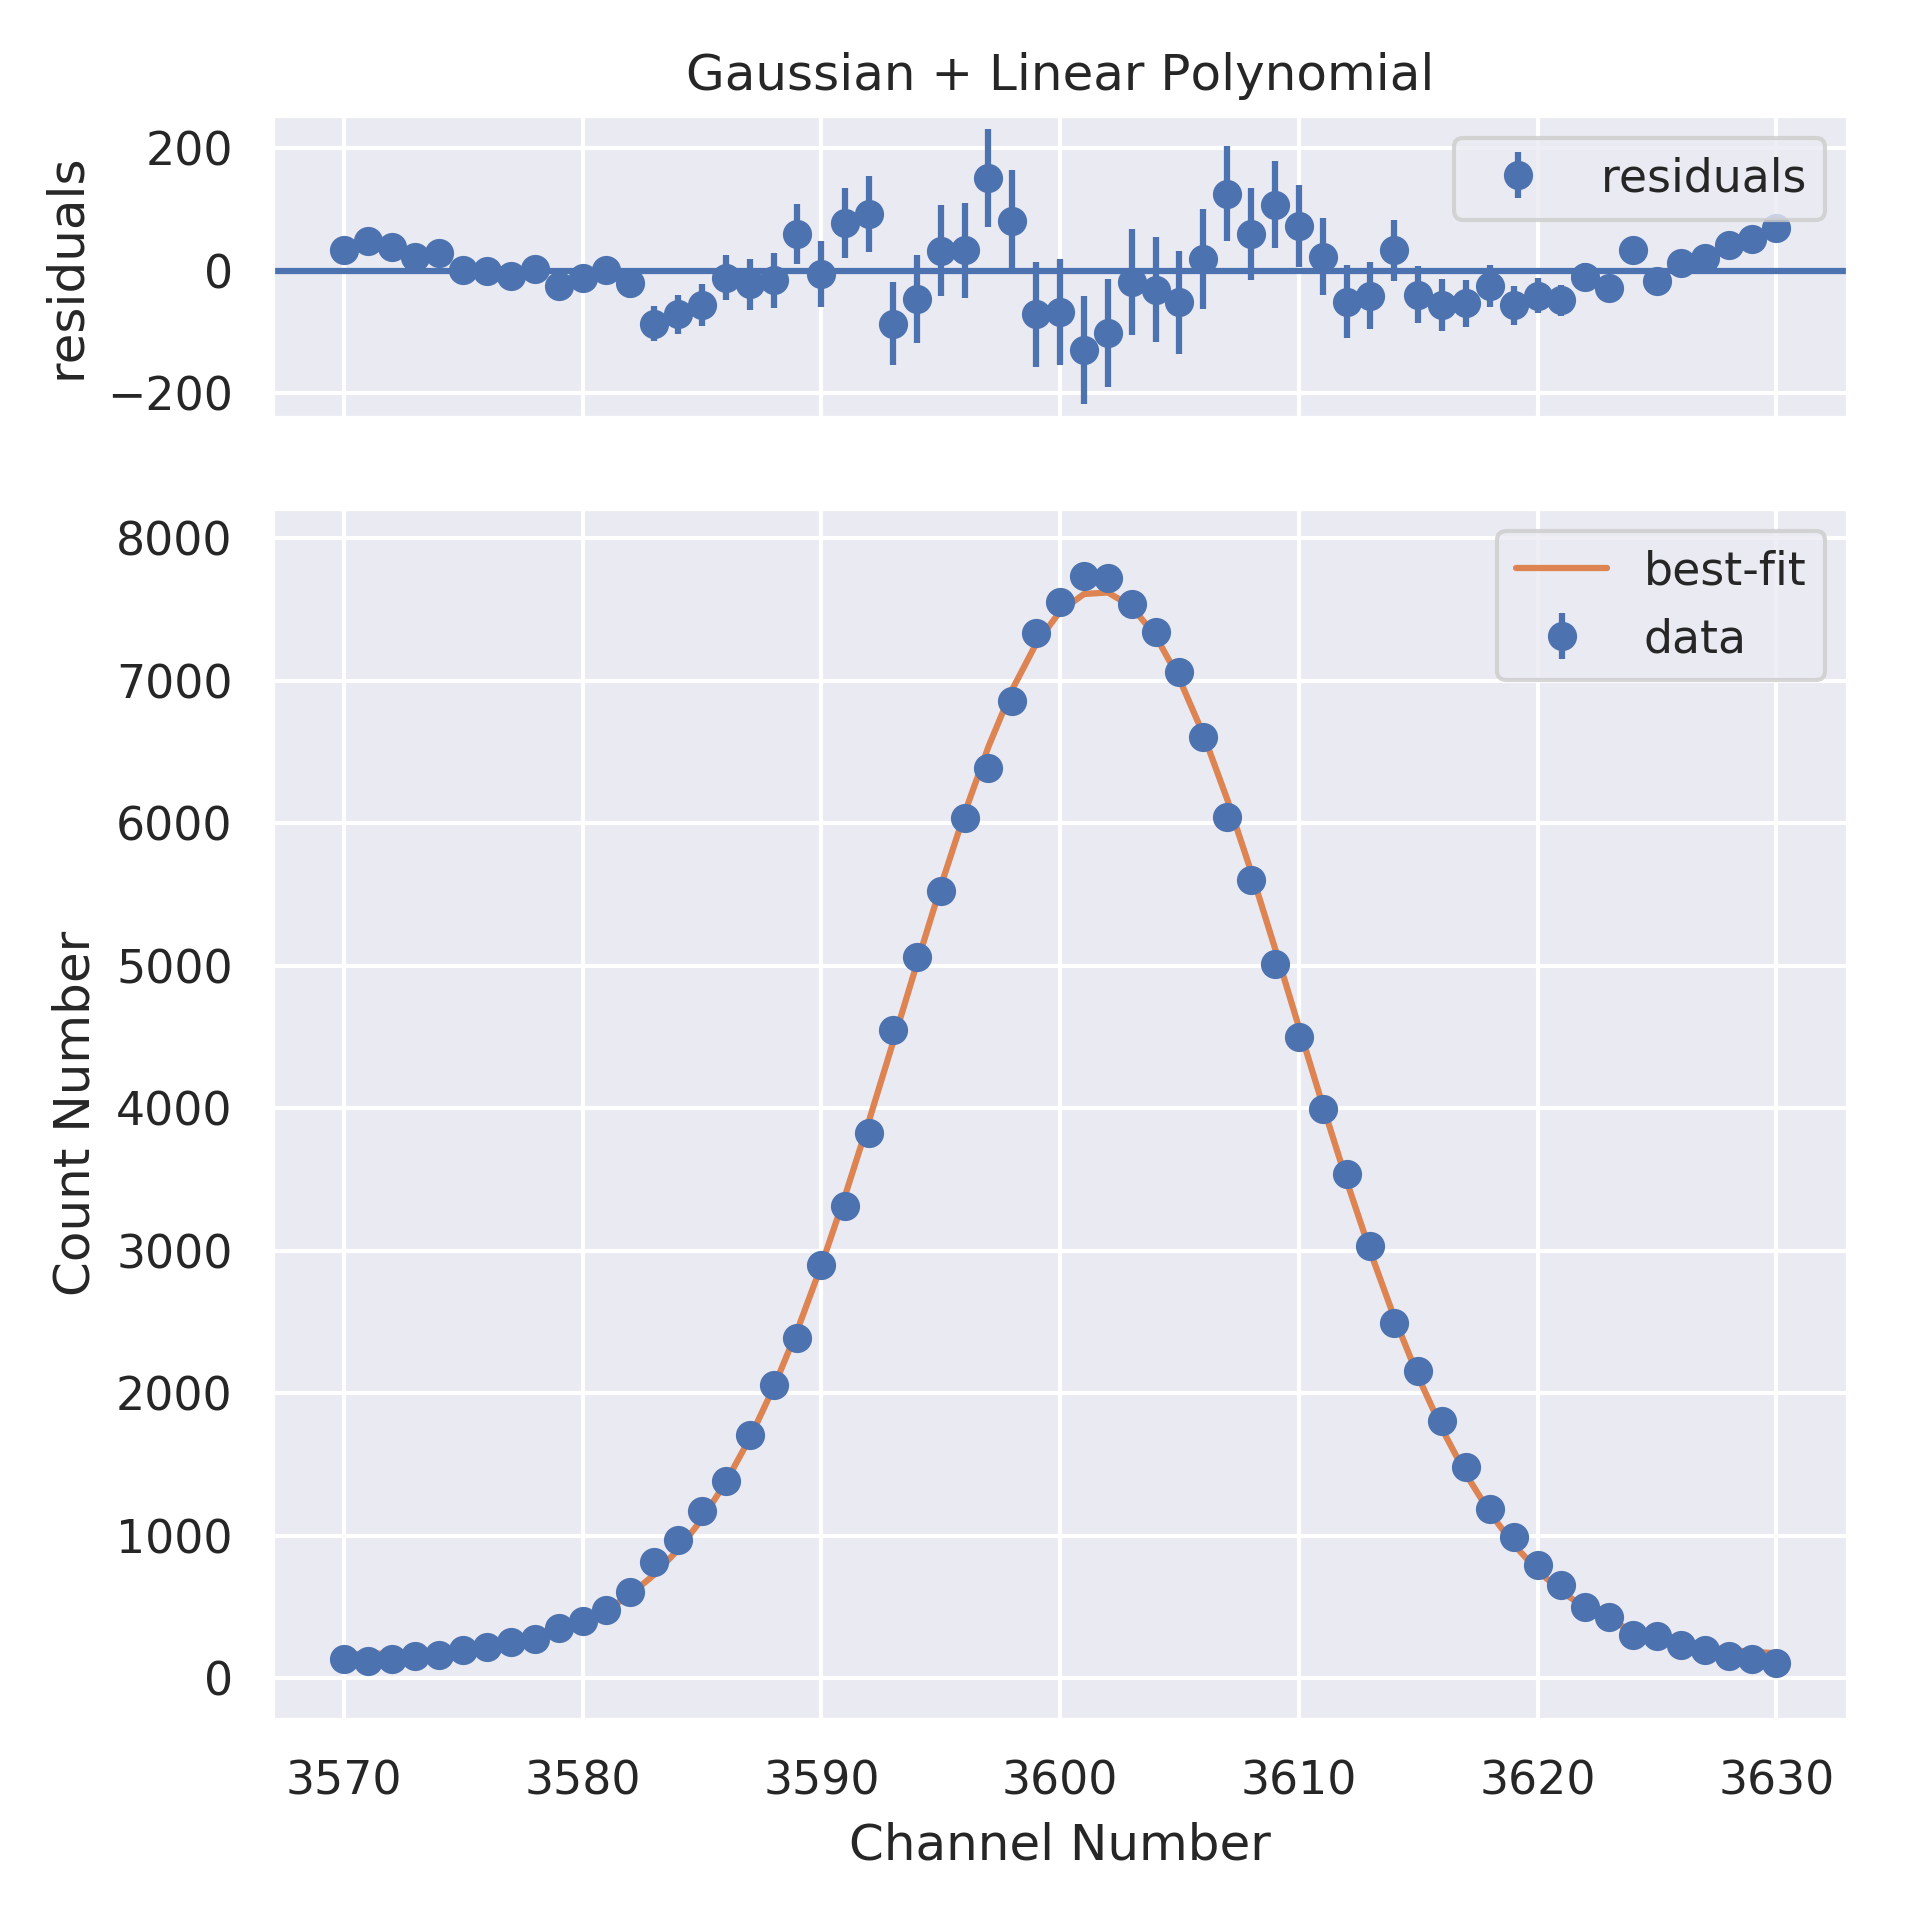 Gaussian + Linear Polynomial
residuals
200
0
−200
residuals
Count Number
8000
7000
6000
5000
4000
3000
2000
1000
0
best-fit
data
3570 3580 3590 3600 3610 3620 3630
Channel Number